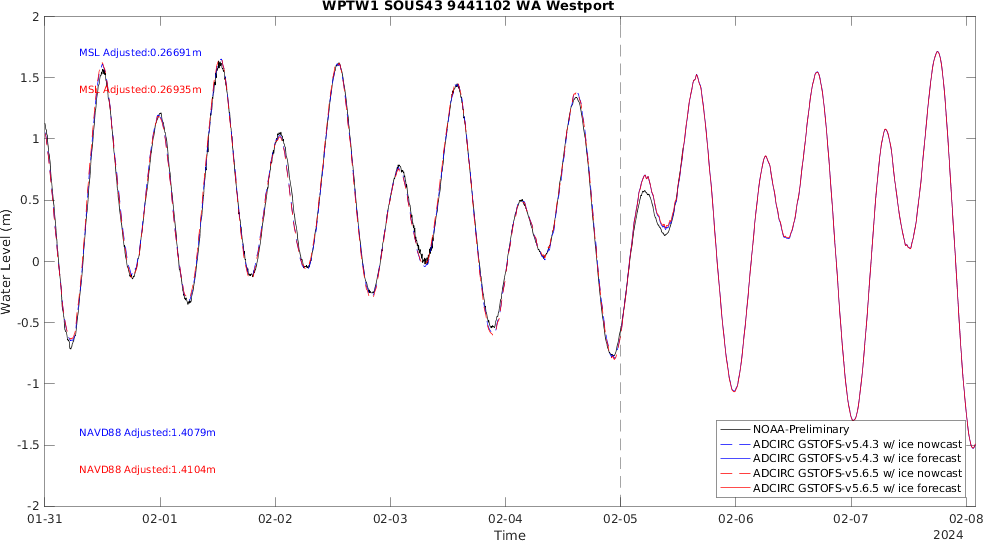 WPTW1 SOUS43 9441102 WA Westport
2
1.5
1
0.5
0
-0.5
-1
-1.5
-2
Water Level (m)
MSL Adjusted:0.26691m
MSL Adjusted:0.26935m
NAVD88 Adjusted:1.4079m
NAVD88 Adjusted:1.4104m
NOAA-Preliminary
ADCIRC GSTOFS-v5.4.3 w/ ice nowcast
ADCIRC GSTOFS-v5.4.3 w/ ice forecast
ADCIRC GSTOFS-v5.6.5 w/ ice nowcast
ADCIRC GSTOFS-v5.6.5 w/ ice forecast
01-31 02-01 02-02 02-03 02-04 02-05 02-06 02-07 02-08
Time
2024